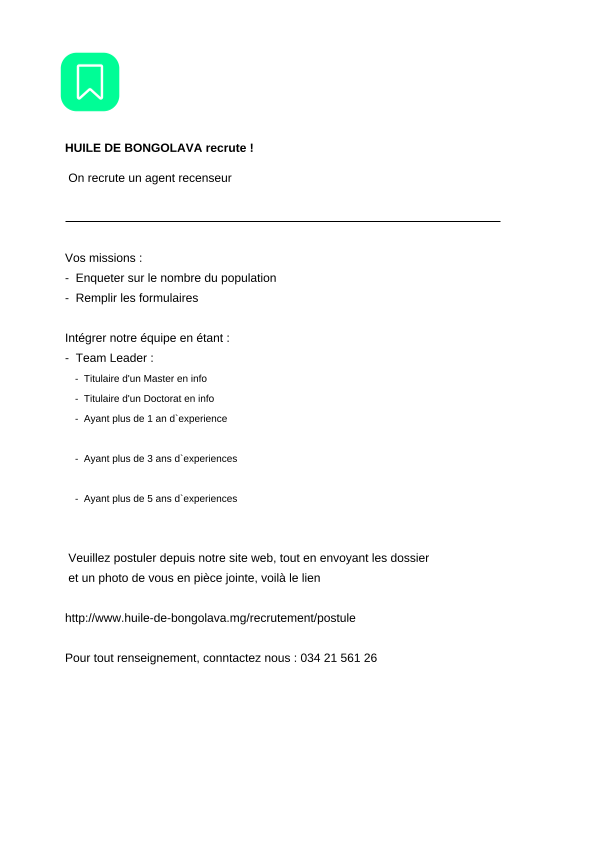 HUILE DE BONGOLAVA recrute !
On recrute un agent recenseur
Vos missions :
- Enqueter sur le nombre du population
- Remplir les formulaires
Intégrer notre équipe en étant :
- Team Leader :
- Titulaire d'un Master en info
- Titulaire d'un Doctorat en info
- Ayant plus de 1 an d`experience
- Ayant plus de 3 ans d`experiences
- Ayant plus de 5 ans d`experiences
Veuillez postuler depuis notre site web, tout en envoyant les dossier
et un photo de vous en pièce jointe, voilà le lien
http://www.huile-de-bongolava.mg/recrutement/postule
Pour tout renseignement, conntactez nous : 034 21 561 26